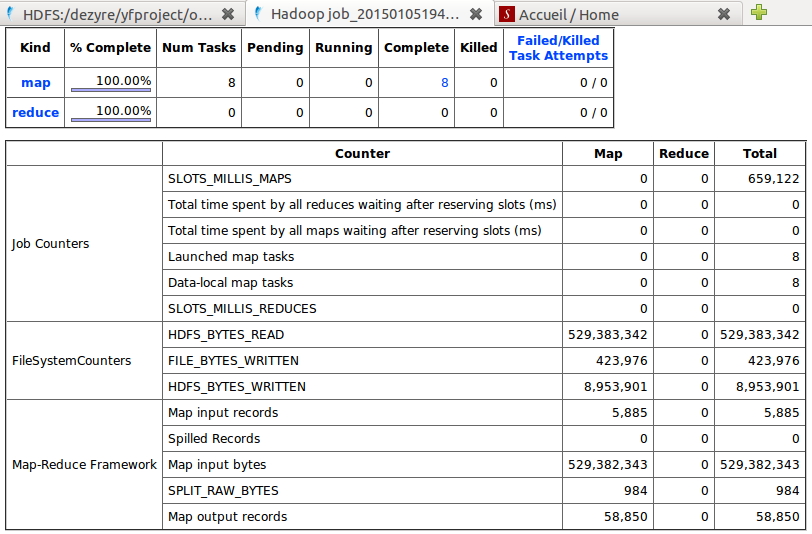 HDFS:/dezyre/yfproject/o... Hadoop job_20150105194... S Accueil / Home
Kind % Complete Num Tasks Pending Running Complete Killed Failed/Killed Task Attempts
map 100.00% 8 0 0 8 0 0 / 0
reduce 100.00% 0 0 0 0 0 0 / 0
Counter Map Reduce Total
Job Counters
SLOTS_MILLIS_MAPS 0 0 659,122
Total time spent by all reduces waiting after reserving slots (ms) 0 0 0
Total time spent by all maps waiting after reserving slots (ms) 0 0 0
Launched map tasks 0 0 8
Data-local map tasks 0 0 8
SLOTS_MILLIS_REDUCES 0 0 0
FileSystemCounters
HDFS_BYTES_READ 529,383,342 0 529,383,342
FILE_BYTES_WRITTEN 423,976 0 423,976
HDFS_BYTES_WRITTEN 8,953,901 0 8,953,901
Map-Reduce Framework
Map input records 5,885 0 5,885
Spilled Records 0 0 0
Map input bytes 529,382,343 0 529,382,343
SPLIT_RAW_BYTES 984 0 984
Map output records 58,850 0 58,850